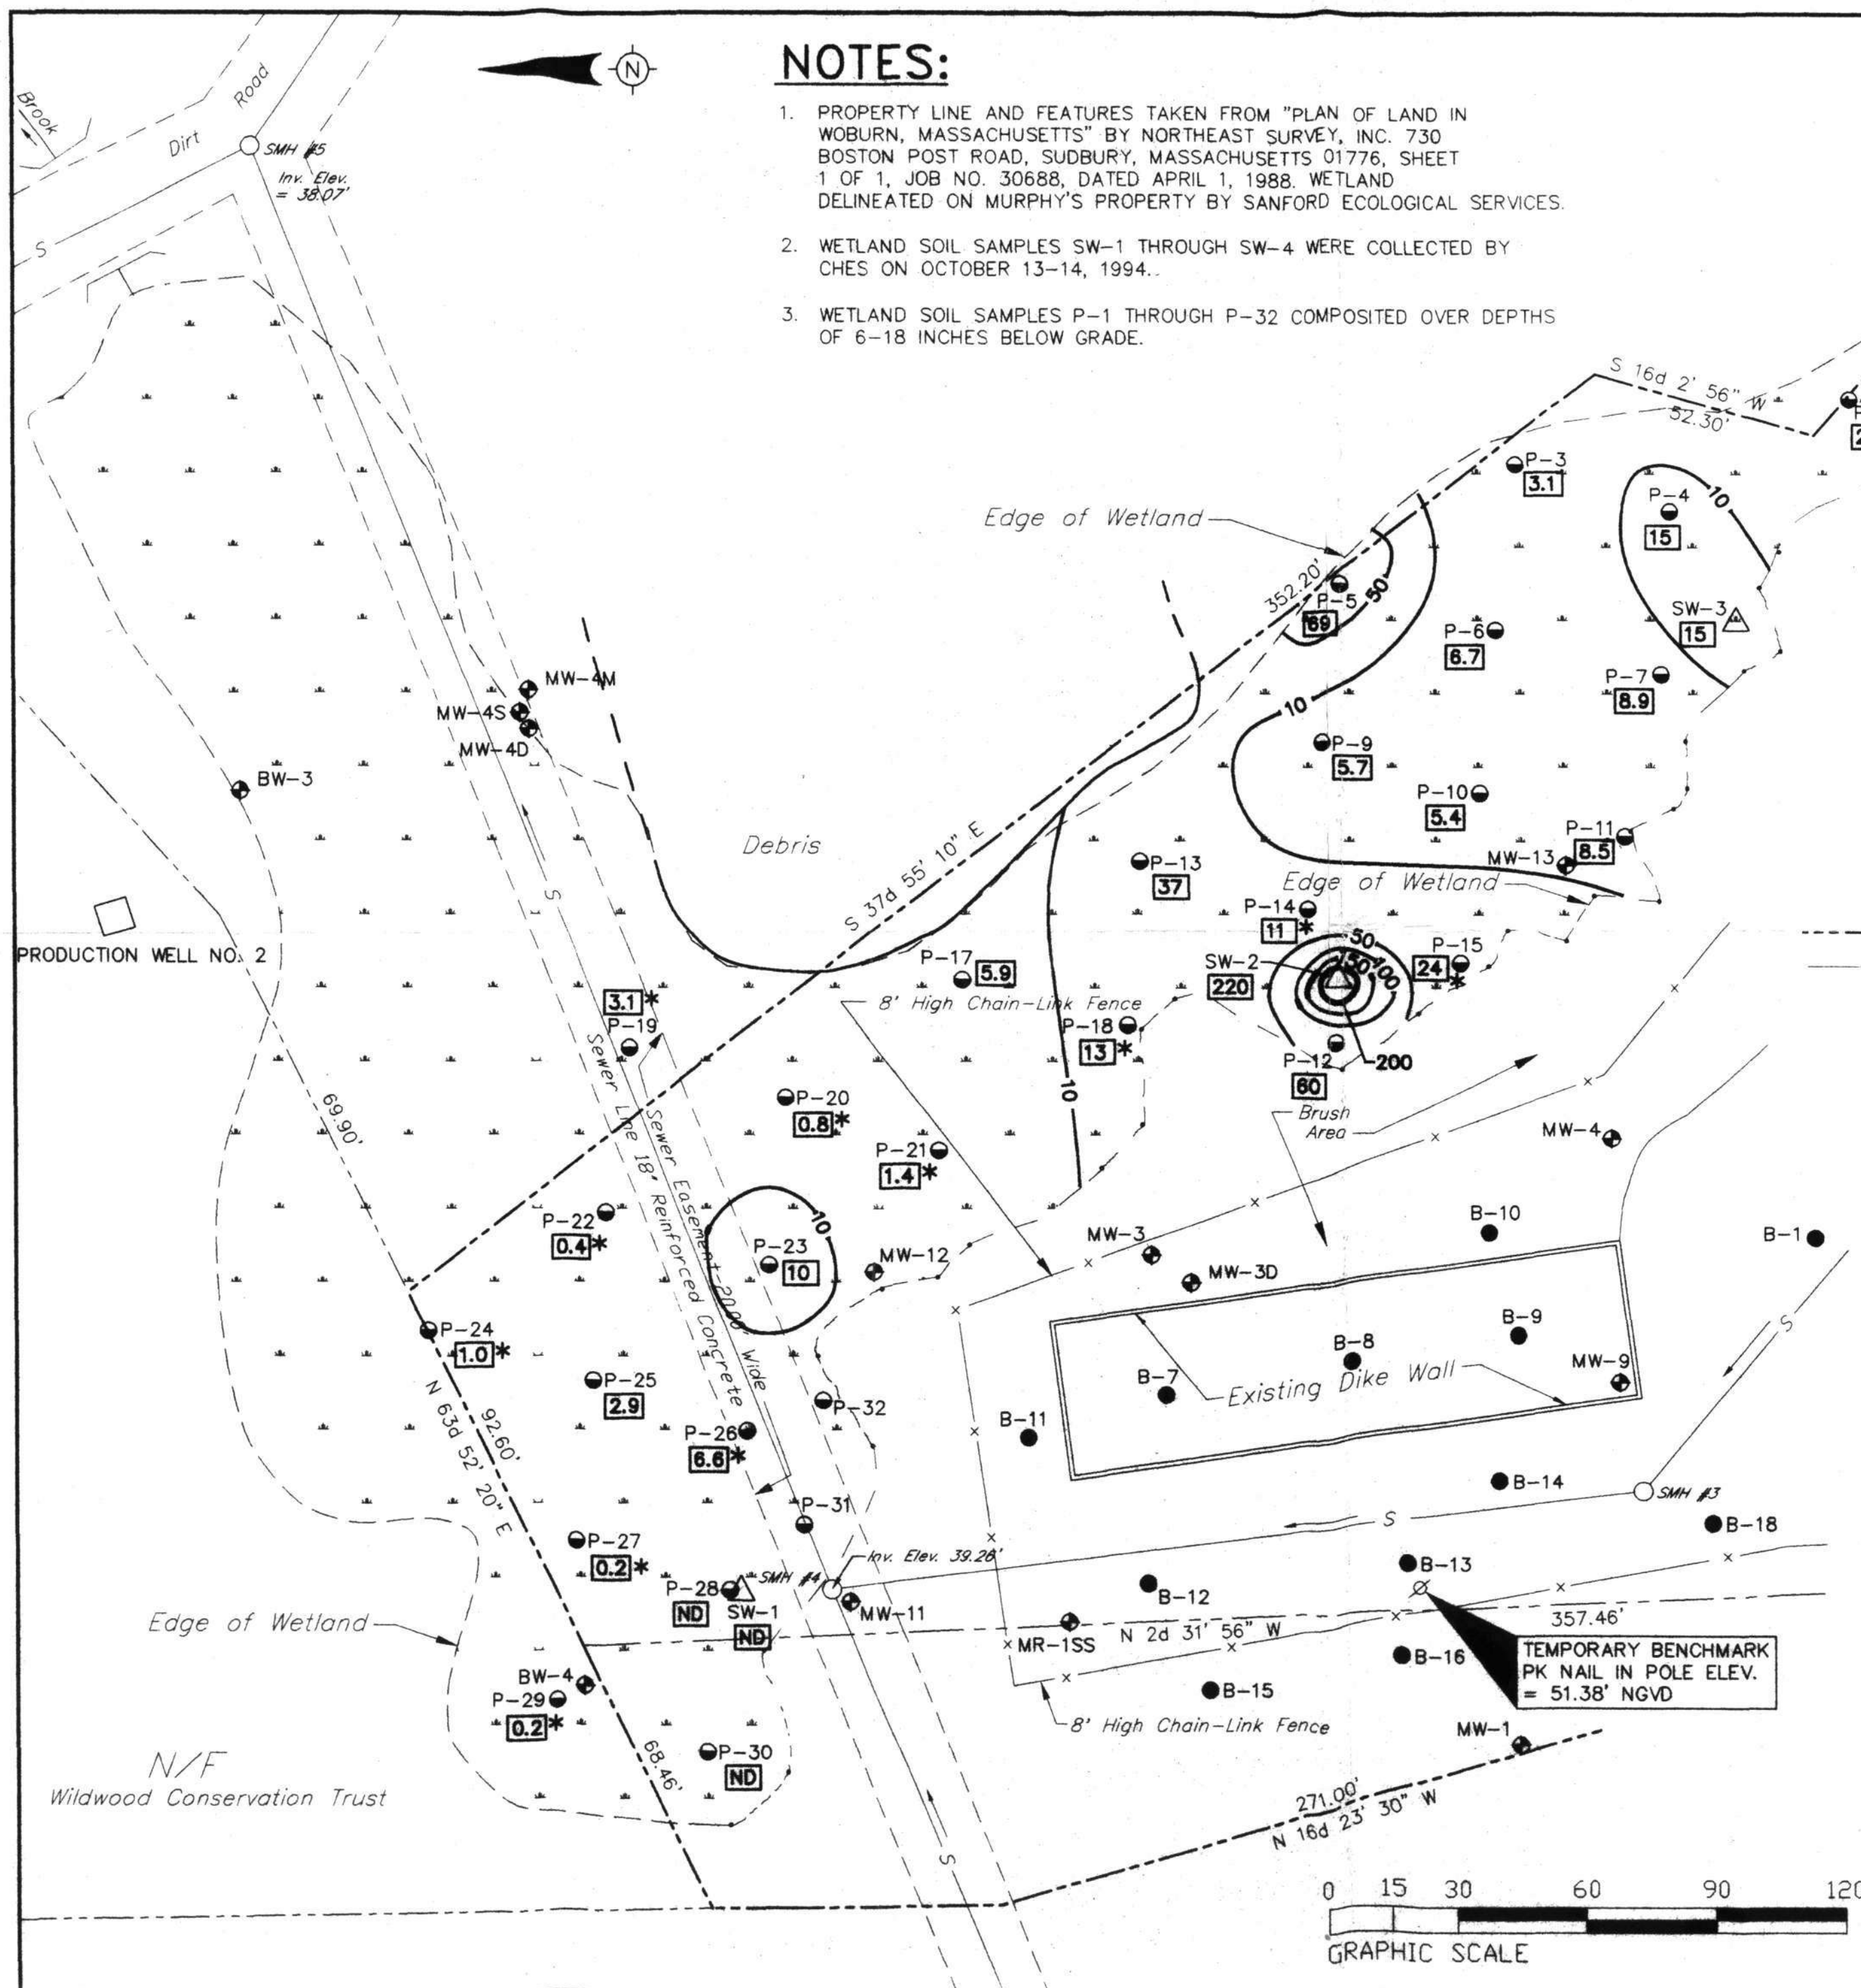 Brook
Dirt Road
SMH #5
Inv. Elev.
= 38.07'
S
N
NOTES:
1. PROPERTY LINE AND FEATURES TAKEN FROM "PLAN OF LAND IN
WOBURN, MASSACHUSETTS" BY NORTHEAST SURVEY, INC. 730
BOSTON POST ROAD, SUDBURY, MASSACHUSETTS 01776, SHEET
1 OF 1, JOB NO. 30688, DATED APRIL 1, 1988. WETLAND
DELINEATED ON MURPHY'S PROPERTY BY SANFORD ECOLOGICAL SERVICES.
2. WETLAND SOIL SAMPLES SW-1 THROUGH SW-4 WERE COLLECTED BY
CHES ON OCTOBER 13-14, 1994..
3. WETLAND SOIL SAMPLES P-1 THROUGH P-32 COMPOSITED OVER DEPTHS
OF 6-18 INCHES BELOW GRADE.
S 16d 2' 56" W
52.30'
P-3
3.1
P-4
15
10
Edge of Wetland
352.20'
P-5
69
50
SW-3
15
P-6
6.7
P-7
8.9
10
MW-4M
MW-4S
MW-4D
BW-3
P-9
5.7
P-10
5.4
P-11
8.5
MW-13
Edge of Wetland
Debris
S 37d 55' 10" E
P-13
37
P-14
11*
50
100
150
P-15
24*
SW-2
220
S
PRODUCTION WELL NO. 2
P-17
5.9
8' High Chain-Link Fence
3.1*
P-19
P-18
13*
P-12
60
200
10
Brush
Area
MW-4
Sewer Line 18" Reinforced Concrete
Sewer Easement-20.00' Wide
69.90'
P-20
0.8*
P-21
1.4*
P-22
0.4*
P-23
10
10
MW-12
MW-3
MW-3D
B-10
B-1
P-24
1.0*
B-9
B-8
B-7
MW-9
Existing Dike Wall
S
P-25
2.9
P-32
B-11
P-26
6.6*
N 63d 52' 20" E
92.60'
P-31
B-14
SMH #3
S
B-18
P-27
0.2*
Inv. Elev. 39.26'
SMH #4
P-28
ND
SW-1
ND
MW-11
B-12
B-13
MR-1SS
N 2d 31' 56" W
357.46'
Edge of Wetland
TEMPORARY BENCHMARK
PK NAIL IN POLE ELEV.
= 51.38' NGVD
B-16
BW-4
P-29
0.2*
B-15
8' High Chain-Link Fence
MW-1
P-30
ND
68.46'
N/F
Wildwood Conservation Trust
271.00'
N 16d 23' 30" W
S
0 15 30 60 90 120
GRAPHIC SCALE